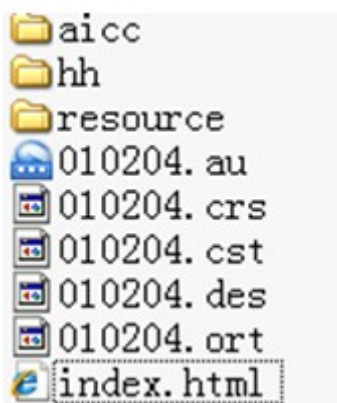 aicc
hh
resource
010204.au
010204.crs
010204.cst
010204.des
010204.ort
index.html